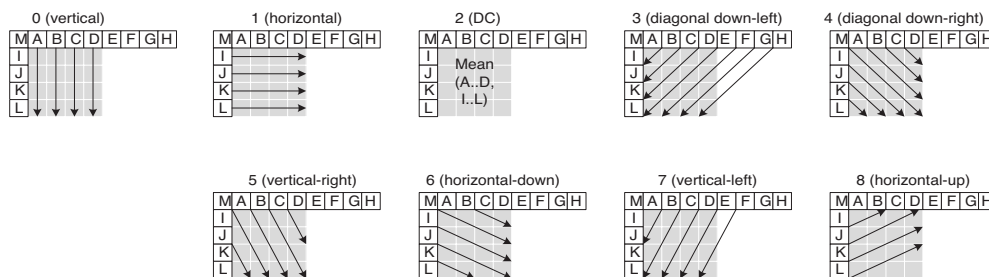 0 (vertical)
M A B C D E F G H
I
J
K
L
1 (horizontal)
M A B C D E F G H
I
J
K
L
2 (DC)
M A B C D E F G H
I
J
K
L
Mean
(A..D,
I..L)
3 (diagonal down-left)
M A B C D E F G H
I
J
K
L
4 (diagonal down-right)
M A B C D E F G H
I
J
K
L
5 (vertical-right)
M A B C D E F G H
I
J
K
L
6 (horizontal-down)
M A B C D E F G H
I
J
K
L
7 (vertical-left)
M A B C D E F G H
I
J
K
L
8 (horizontal-up)
M A B C D E F G H
I
J
K
L